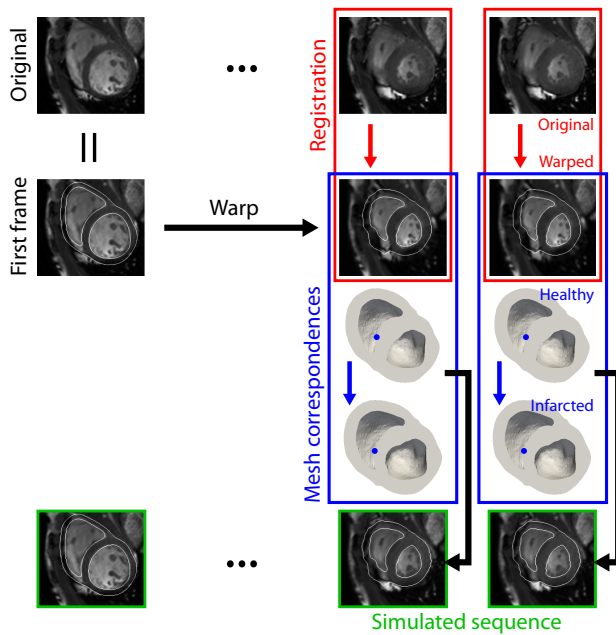 Original
Registration
Original
Warped
First frame
Warp
Mesh correspondences
Healthy
Infarcted
Simulated sequence